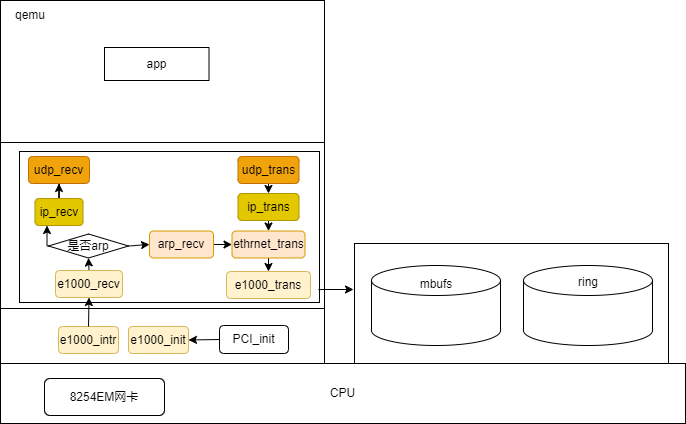 qemu
app
udp_recv
udp_trans
ip_recv
ip_trans
是否arp
arp_recv
ethrnet_trans
e1000_recv
e1000_trans
mbufs
ring
e1000_intr
e1000_init
PCI_init
8254EM网卡
CPU